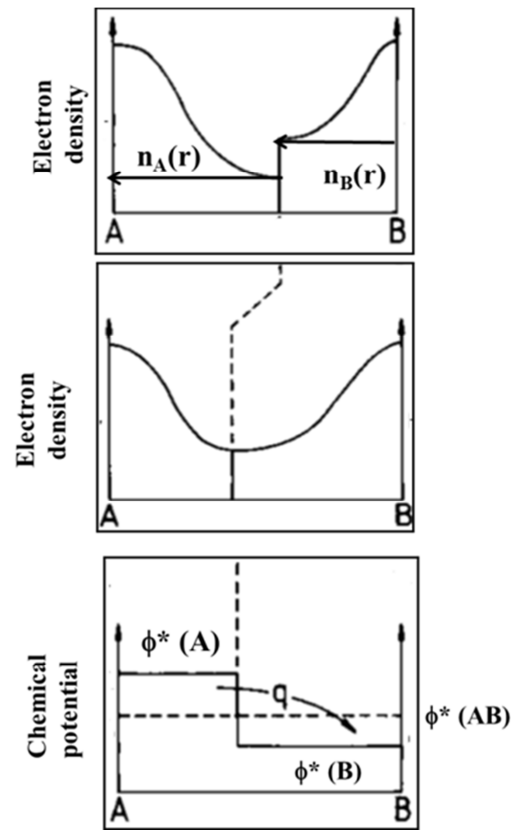 Electron
density
n_A(r)
n_B(r)
A
B
Electron
density
A
B
Chemical
potential
ϕ* (A)
q
ϕ* (AB)
ϕ* (B)
A
B